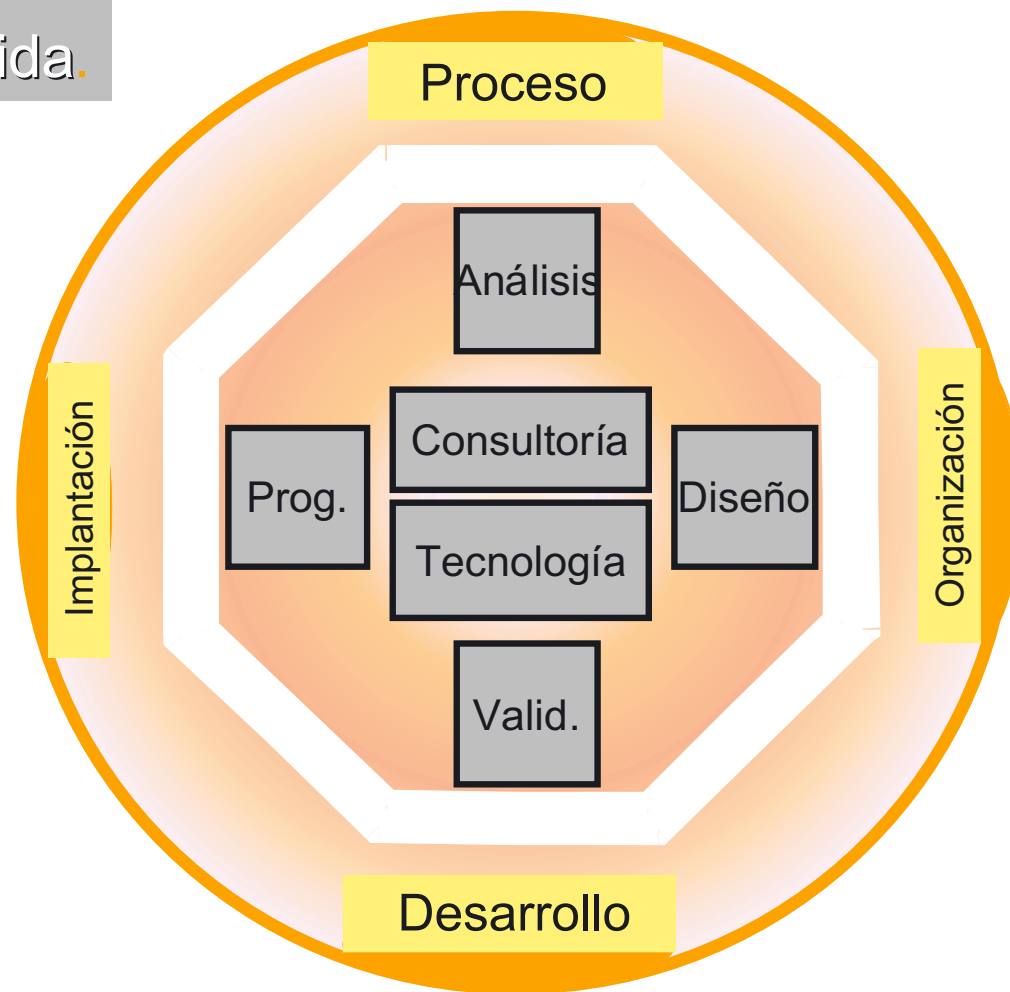 ida.
Proceso
Análisis
Implantación
Prog.
Consultoría
Tecnología
Diseño
Organización
Valid.
Desarrollo